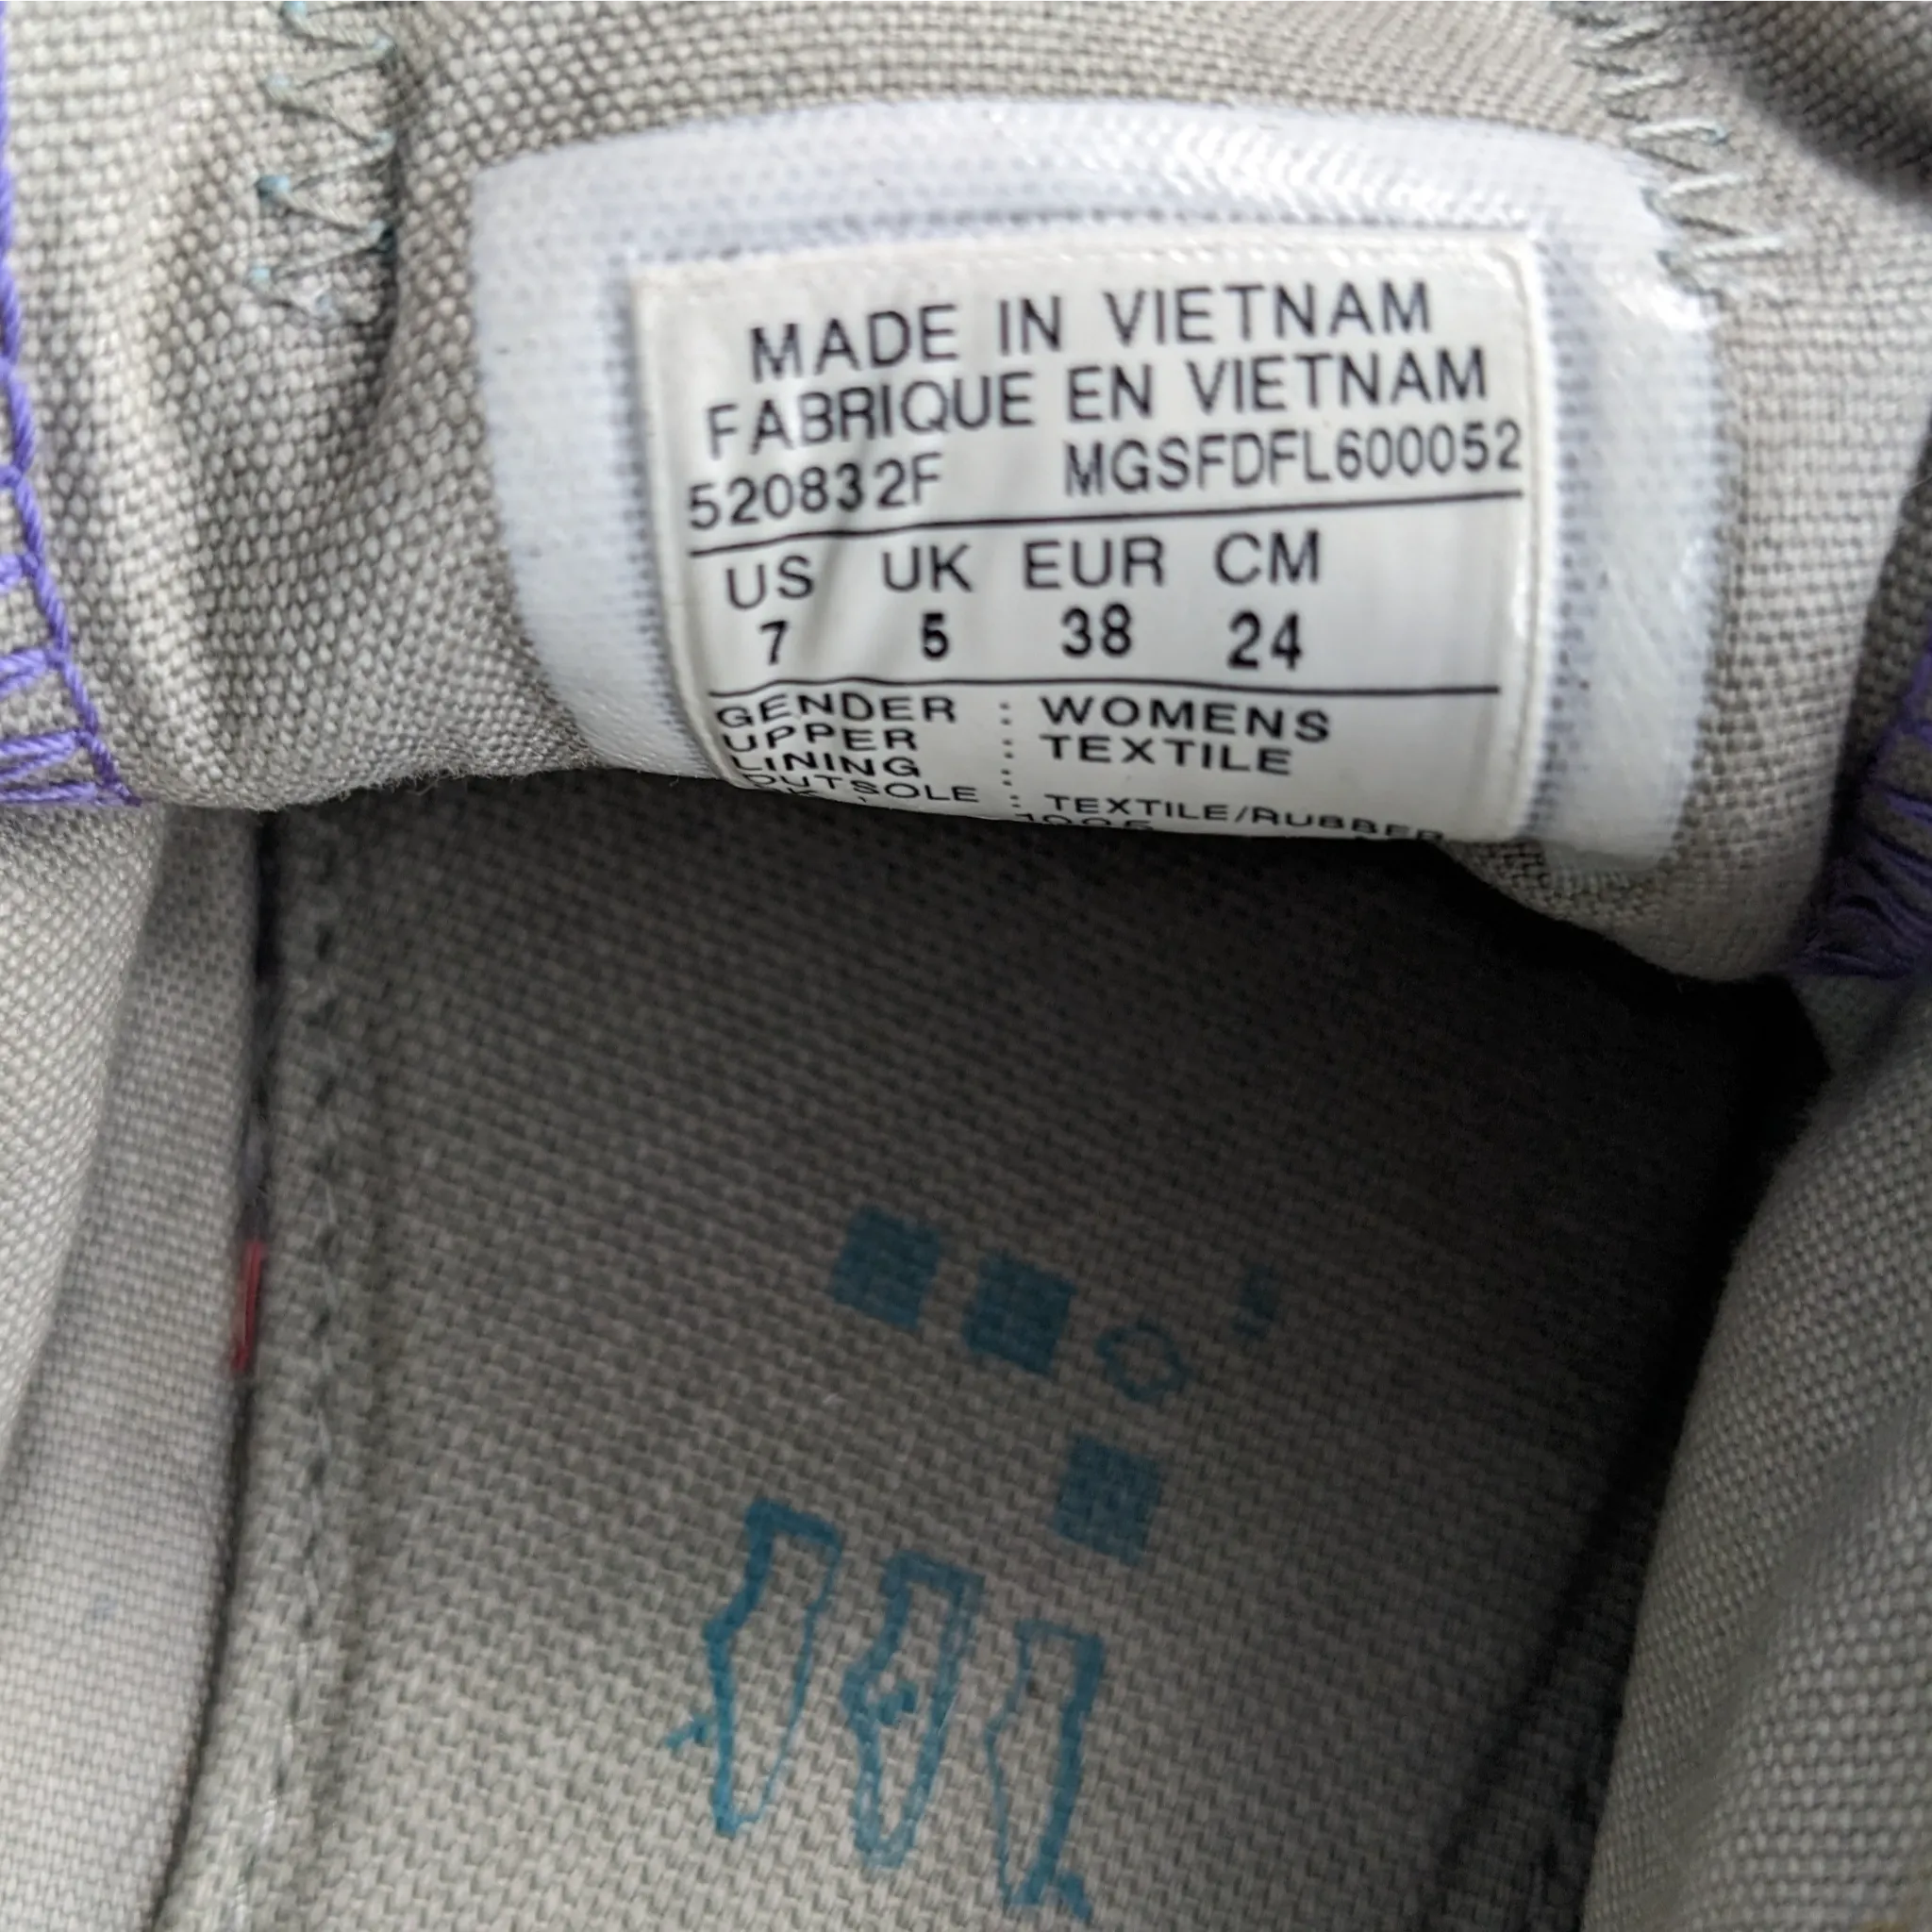 MADE IN VIETNAM
FABRIQUE EN VIETNAM
520832F MGSFDFL600052
US UK EUR CM
7 5 38 24
GENDER : WOMENS
UPPER : TEXTILE
LINING :
OUTSOLE : TEXTILE/RUBBER